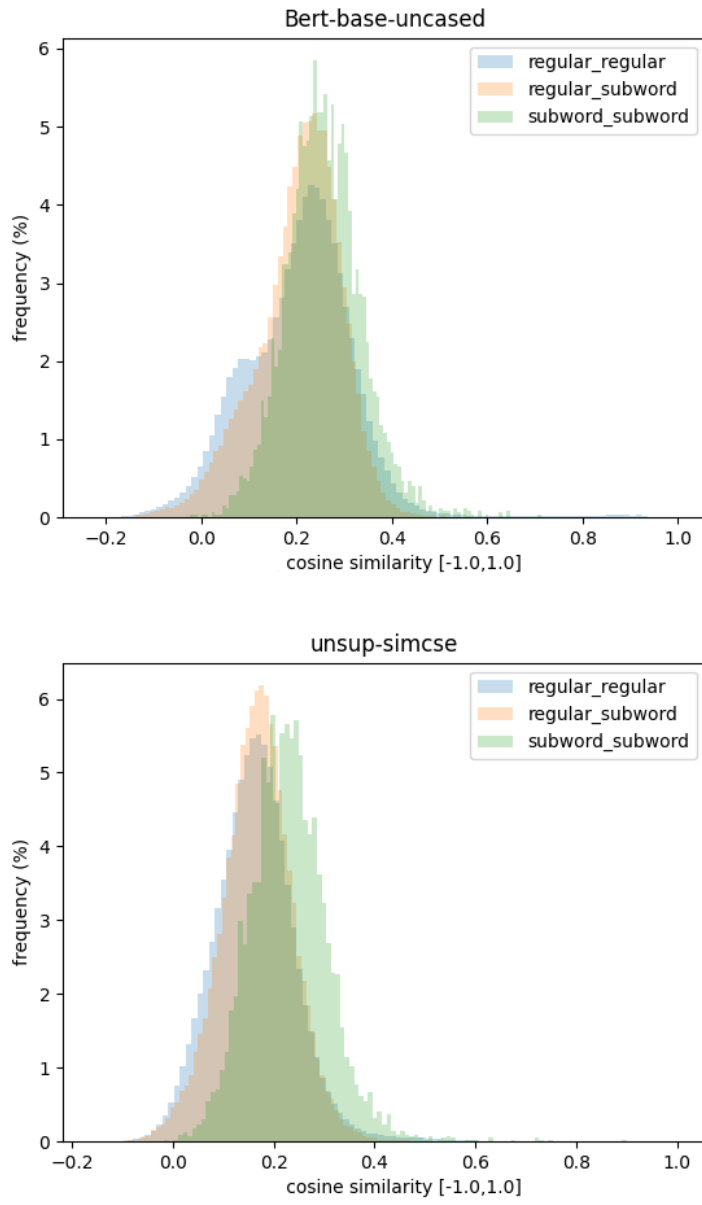 Bert-base-uncased
regular_regular
regular_subword
subword_subword
frequency (%)
6
5
4
3
2
1
0
−0.2 0.0 0.2 0.4 0.6 0.8 1.0
cosine similarity [-1.0,1.0]
unsup-simcse
regular_regular
regular_subword
subword_subword
frequency (%)
6
5
4
3
2
1
0
−0.2 0.0 0.2 0.4 0.6 0.8 1.0
cosine similarity [-1.0,1.0]